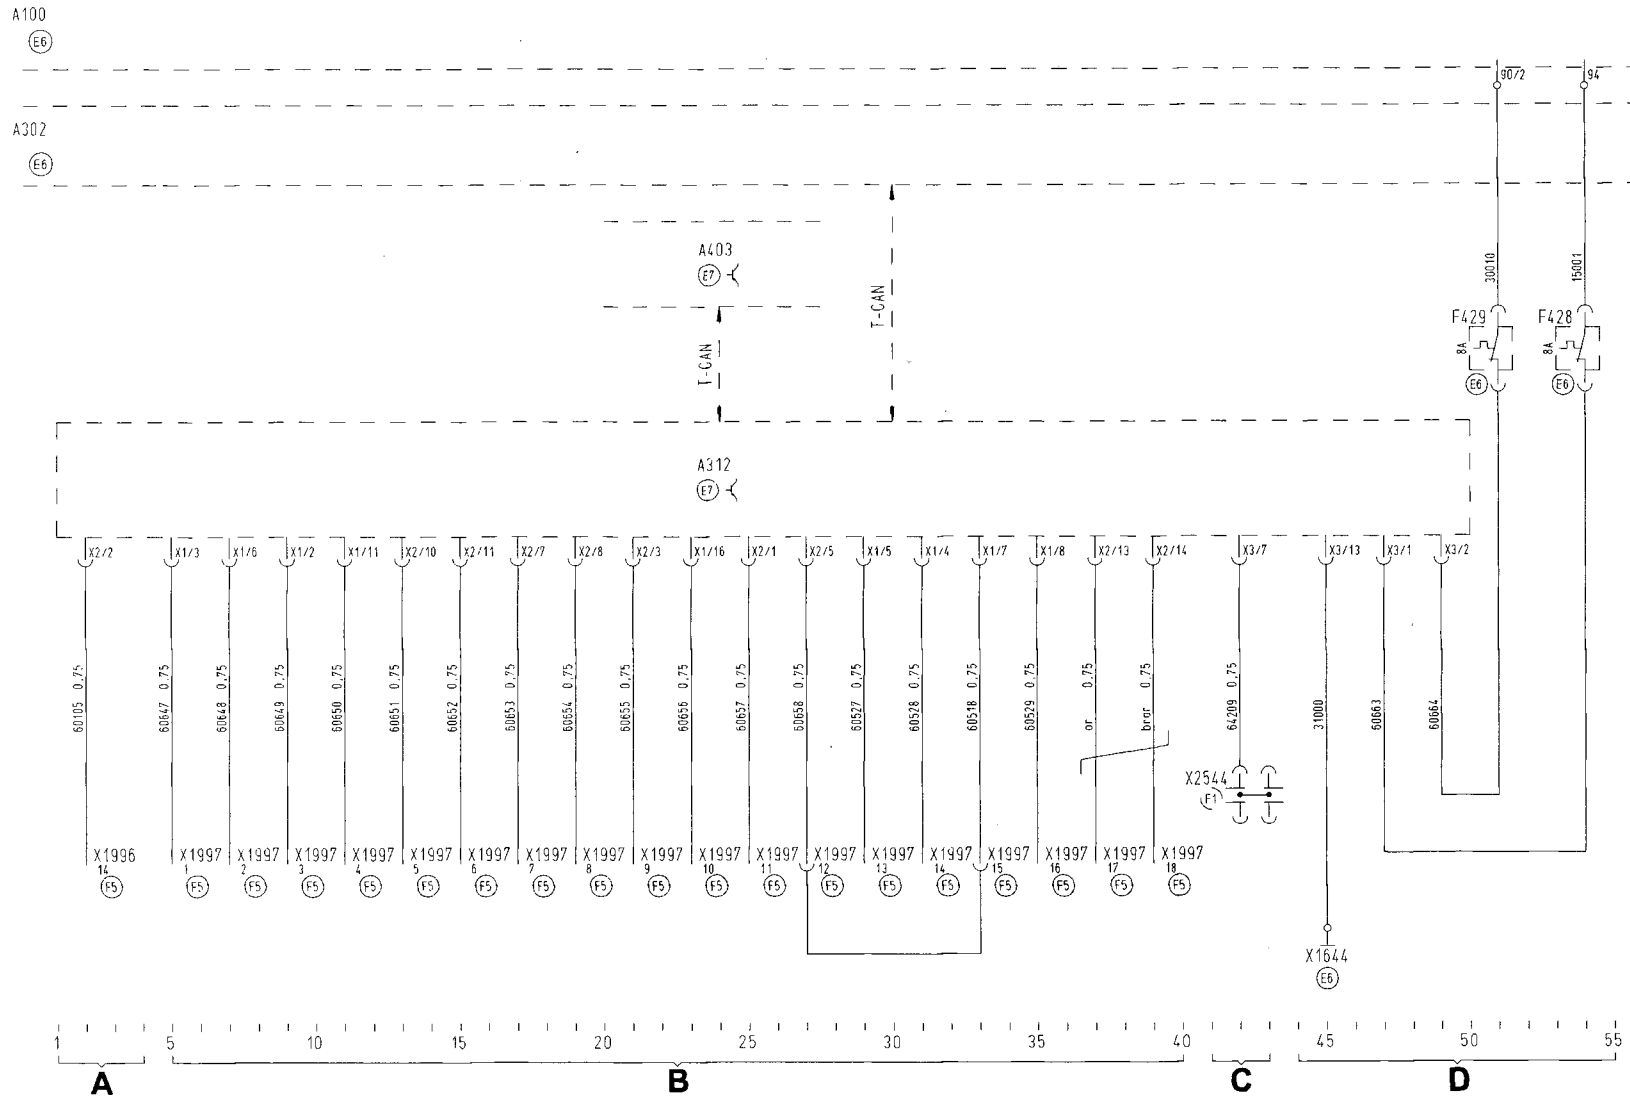 A100
E6
90/2
94
A302
E6
A403
E7
T-CAN
T-CAN
30010
15001
F429
8A
E6
F428
8A
E6
A312
E7
X2/2
X1/3
X1/6
X1/2
X1/11
X2/10
X2/11
X2/7
X2/8
X2/3
X1/16
X2/1
X2/5
X1/5
X1/4
X1/7
X1/8
X2/13
X2/14
X3/7
X3/13
X3/1
X3/2
60105 0,75
60647 0,75
60648 0,75
60649 0,75
60650 0,75
60651 0,75
60652 0,75
60653 0,75
60654 0,75
60655 0,75
60656 0,75
60657 0,75
60658 0,75
60527 0,75
60528 0,75
60518 0,75
60529 0,75
or 0,75
bror 0,75
64209 0,75
31000
60663
60664
X2544
F1
X1996
14
F5
X1997
1
F5
X1997
2
F5
X1997
3
F5
X1997
4
F5
X1997
5
F5
X1997
6
F5
X1997
7
F5
X1997
8
F5
X1997
9
F5
X1997
10
F5
X1997
11
F5
X1997
12
F5
X1997
13
F5
X1997
14
F5
X1997
15
F5
X1997
16
F5
X1997
17
F5
X1997
18
F5
X1644
E6
1 5 10 15 20 25 30 35 40 45 50 55
A B C D